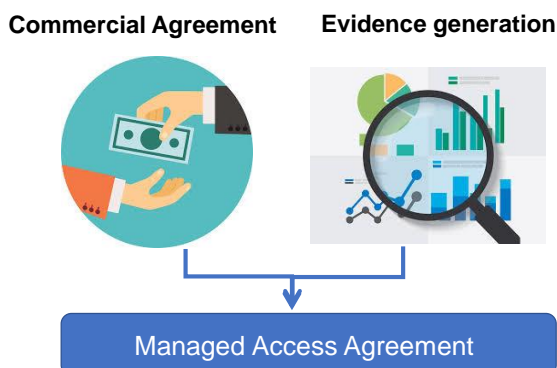 Commercial Agreement
Evidence generation
Managed Access Agreement